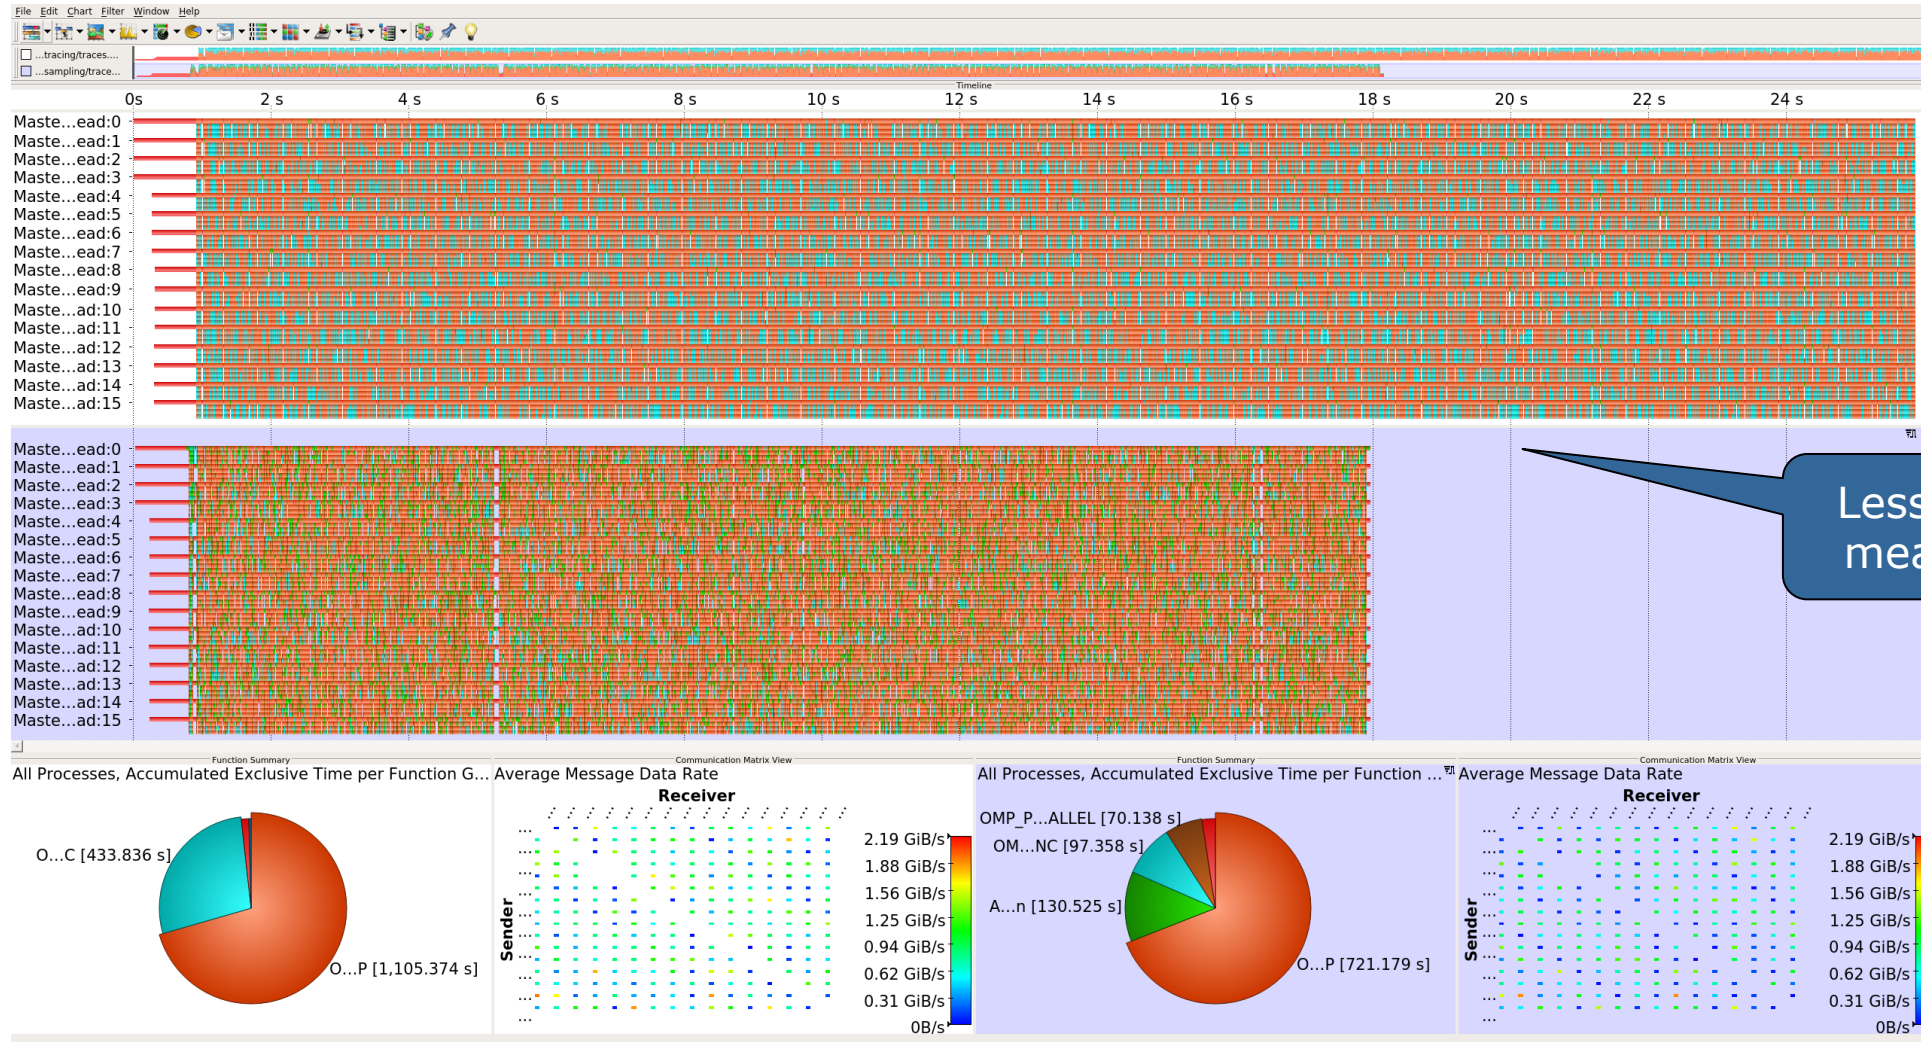 File Edit Chart Filter Window Help
...tracing/traces....
...sampling/trace...
Timeline
0s 2 s 4 s 6 s 8 s 10 s 12 s 14 s 16 s 18 s 20 s 22 s 24 s
Maste...ead:0
Maste...ead:1
Maste...ead:2
Maste...ead:3
Maste...ead:4
Maste...ead:5
Maste...ead:6
Maste...ead:7
Maste...ead:8
Maste...ead:9
Maste...ad:10
Maste...ad:11
Maste...ad:12
Maste...ad:13
Maste...ad:14
Maste...ad:15
Maste...ead:0
Maste...ead:1
Maste...ead:2
Maste...ead:3
Maste...ead:4
Maste...ead:5
Maste...ead:6
Maste...ead:7
Maste...ead:8
Maste...ead:9
Maste...ad:10
Maste...ad:11
Maste...ad:12
Maste...ad:13
Maste...ad:14
Maste...ad:15
Less
mea
Function Summary
All Processes, Accumulated Exclusive Time per Function G...
O...C [433.836 s]
O...P [1,105.374 s]
Communication Matrix View
Average Message Data Rate
Receiver
Sender
2.19 GiB/s
1.88 GiB/s
1.56 GiB/s
1.25 GiB/s
0.94 GiB/s
0.62 GiB/s
0.31 GiB/s
0B/s
Function Summary
All Processes, Accumulated Exclusive Time per Function ...
OMP_P...ALLEL [70.138 s]
OM...NC [97.358 s]
A...n [130.525 s]
O...P [721.179 s]
Communication Matrix View
Average Message Data Rate
Receiver
Sender
2.19 GiB/s
1.88 GiB/s
1.56 GiB/s
1.25 GiB/s
0.94 GiB/s
0.62 GiB/s
0.31 GiB/s
0B/s